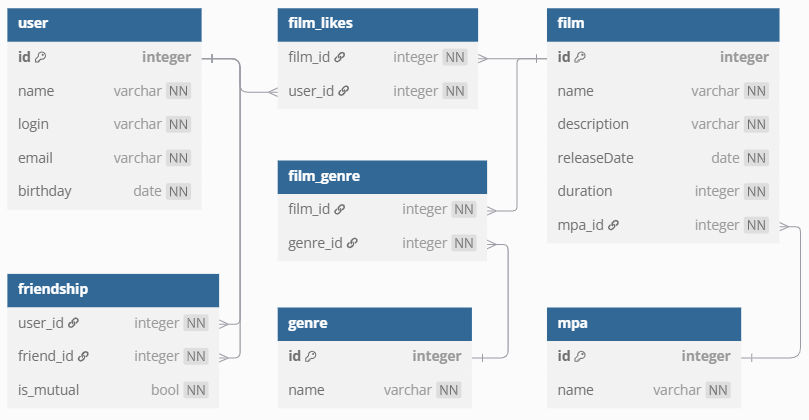 user
id integer
name varchar NN
login varchar NN
email varchar NN
birthday date NN
film_likes
film_id integer NN
user_id integer NN
film
id integer
name varchar NN
description varchar NN
releaseDate date NN
duration integer NN
mpa_id integer NN
film_genre
film_id integer NN
genre_id integer NN
friendship
user_id integer NN
friend_id integer NN
is_mutual bool NN
genre
id integer
name varchar NN
mpa
id integer
name varchar NN